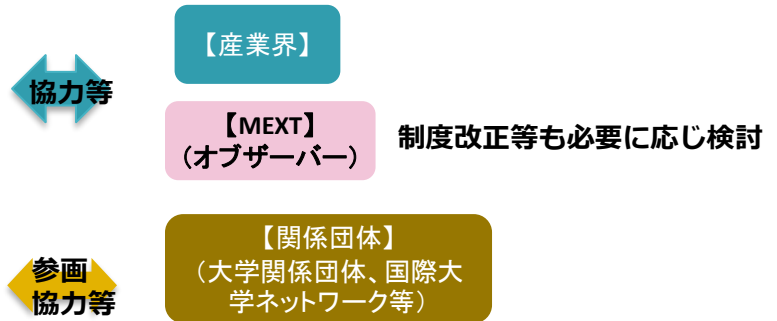 【産業界】
協力等
【MEXT】
（オブザーバー）
制度改正等も必要に応じ検討
【関係団体】
（大学関係団体、国際大
学ネットワーク等）
参画
協力等